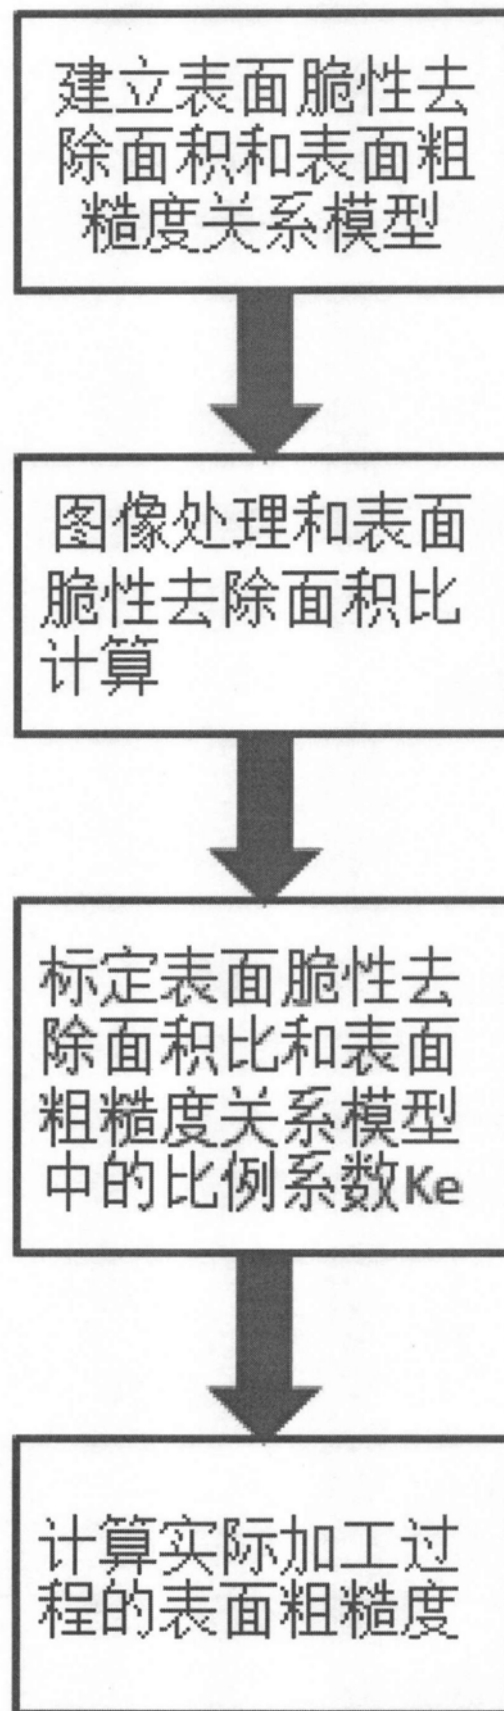 建立表面脆性去
除面积和表面粗
糙度关系模型
图像处理和表面
脆性去除面积比
计算
标定表面脆性去
除面积比和表面
粗糙度关系模型
中的比例系数Ke
计算实际加工过
程的表面粗糙度